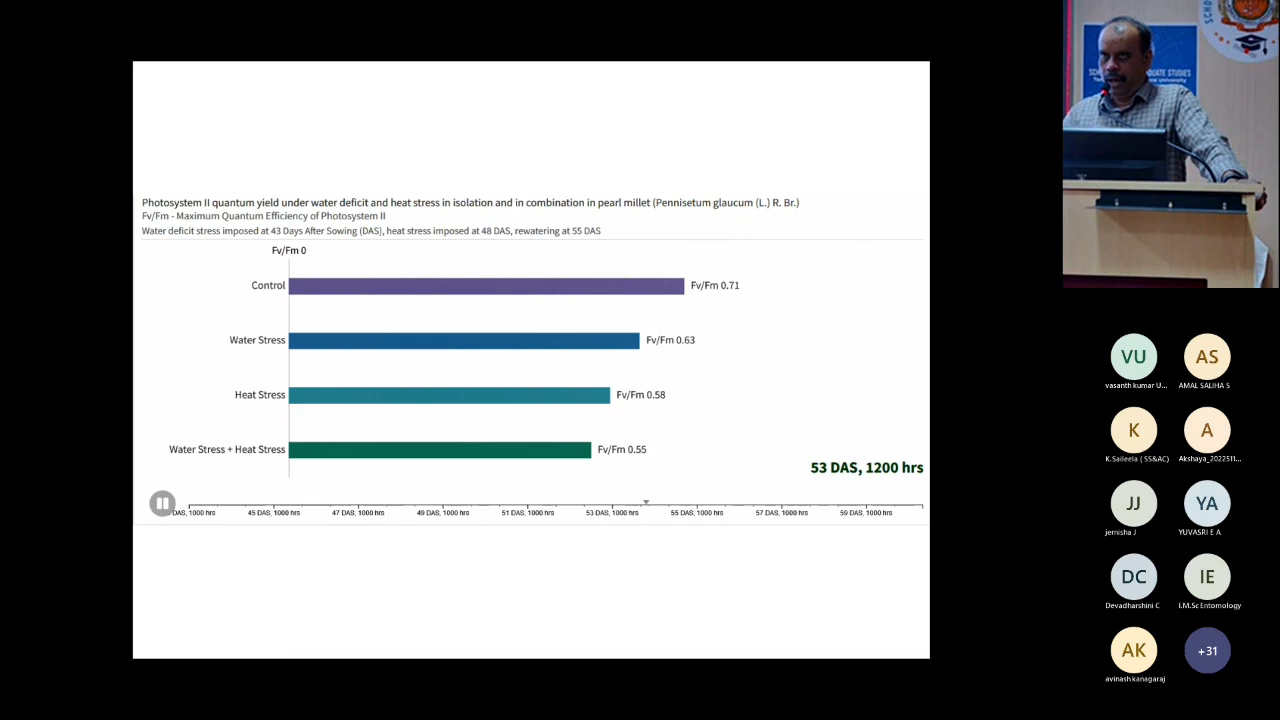 Photosystem II quantum yield under water deficit and heat stress in isolation and in combination in pearl millet (Pennisetum glaucum (L.) R. Br.)
Fv/Fm - Maximum Quantum Efficiency of Photosystem II
Water deficit stress imposed at 43 Days After Sowing (DAS), heat stress imposed at 48 DAS, rewatering at 55 DAS
Fv/Fm 0
Control
Fv/Fm 0.71
Water Stress
Fv/Fm 0.63
Heat Stress
Fv/Fm 0.58
Water Stress + Heat Stress
Fv/Fm 0.55
53 DAS, 1200 hrs
DAS, 1000 hrs
45 DAS, 1000 hrs
47 DAS, 1000 hrs
49 DAS, 1000 hrs
51 DAS, 1000 hrs
53 DAS, 1000 hrs
55 DAS, 1000 hrs
57 DAS, 1000 hrs
59 DAS, 1000 hrs
VU
vasanth kumar U...
AS
AMAL SALIHA S
K
K.Saileela ( SS&AC)
A
Akshaya_2022511...
JJ
jernisha J
YA
YUVASRI E A
DC
Devadharshini C
IE
I.M.Sc Entomology
AK
avinash kanagaraj
+31